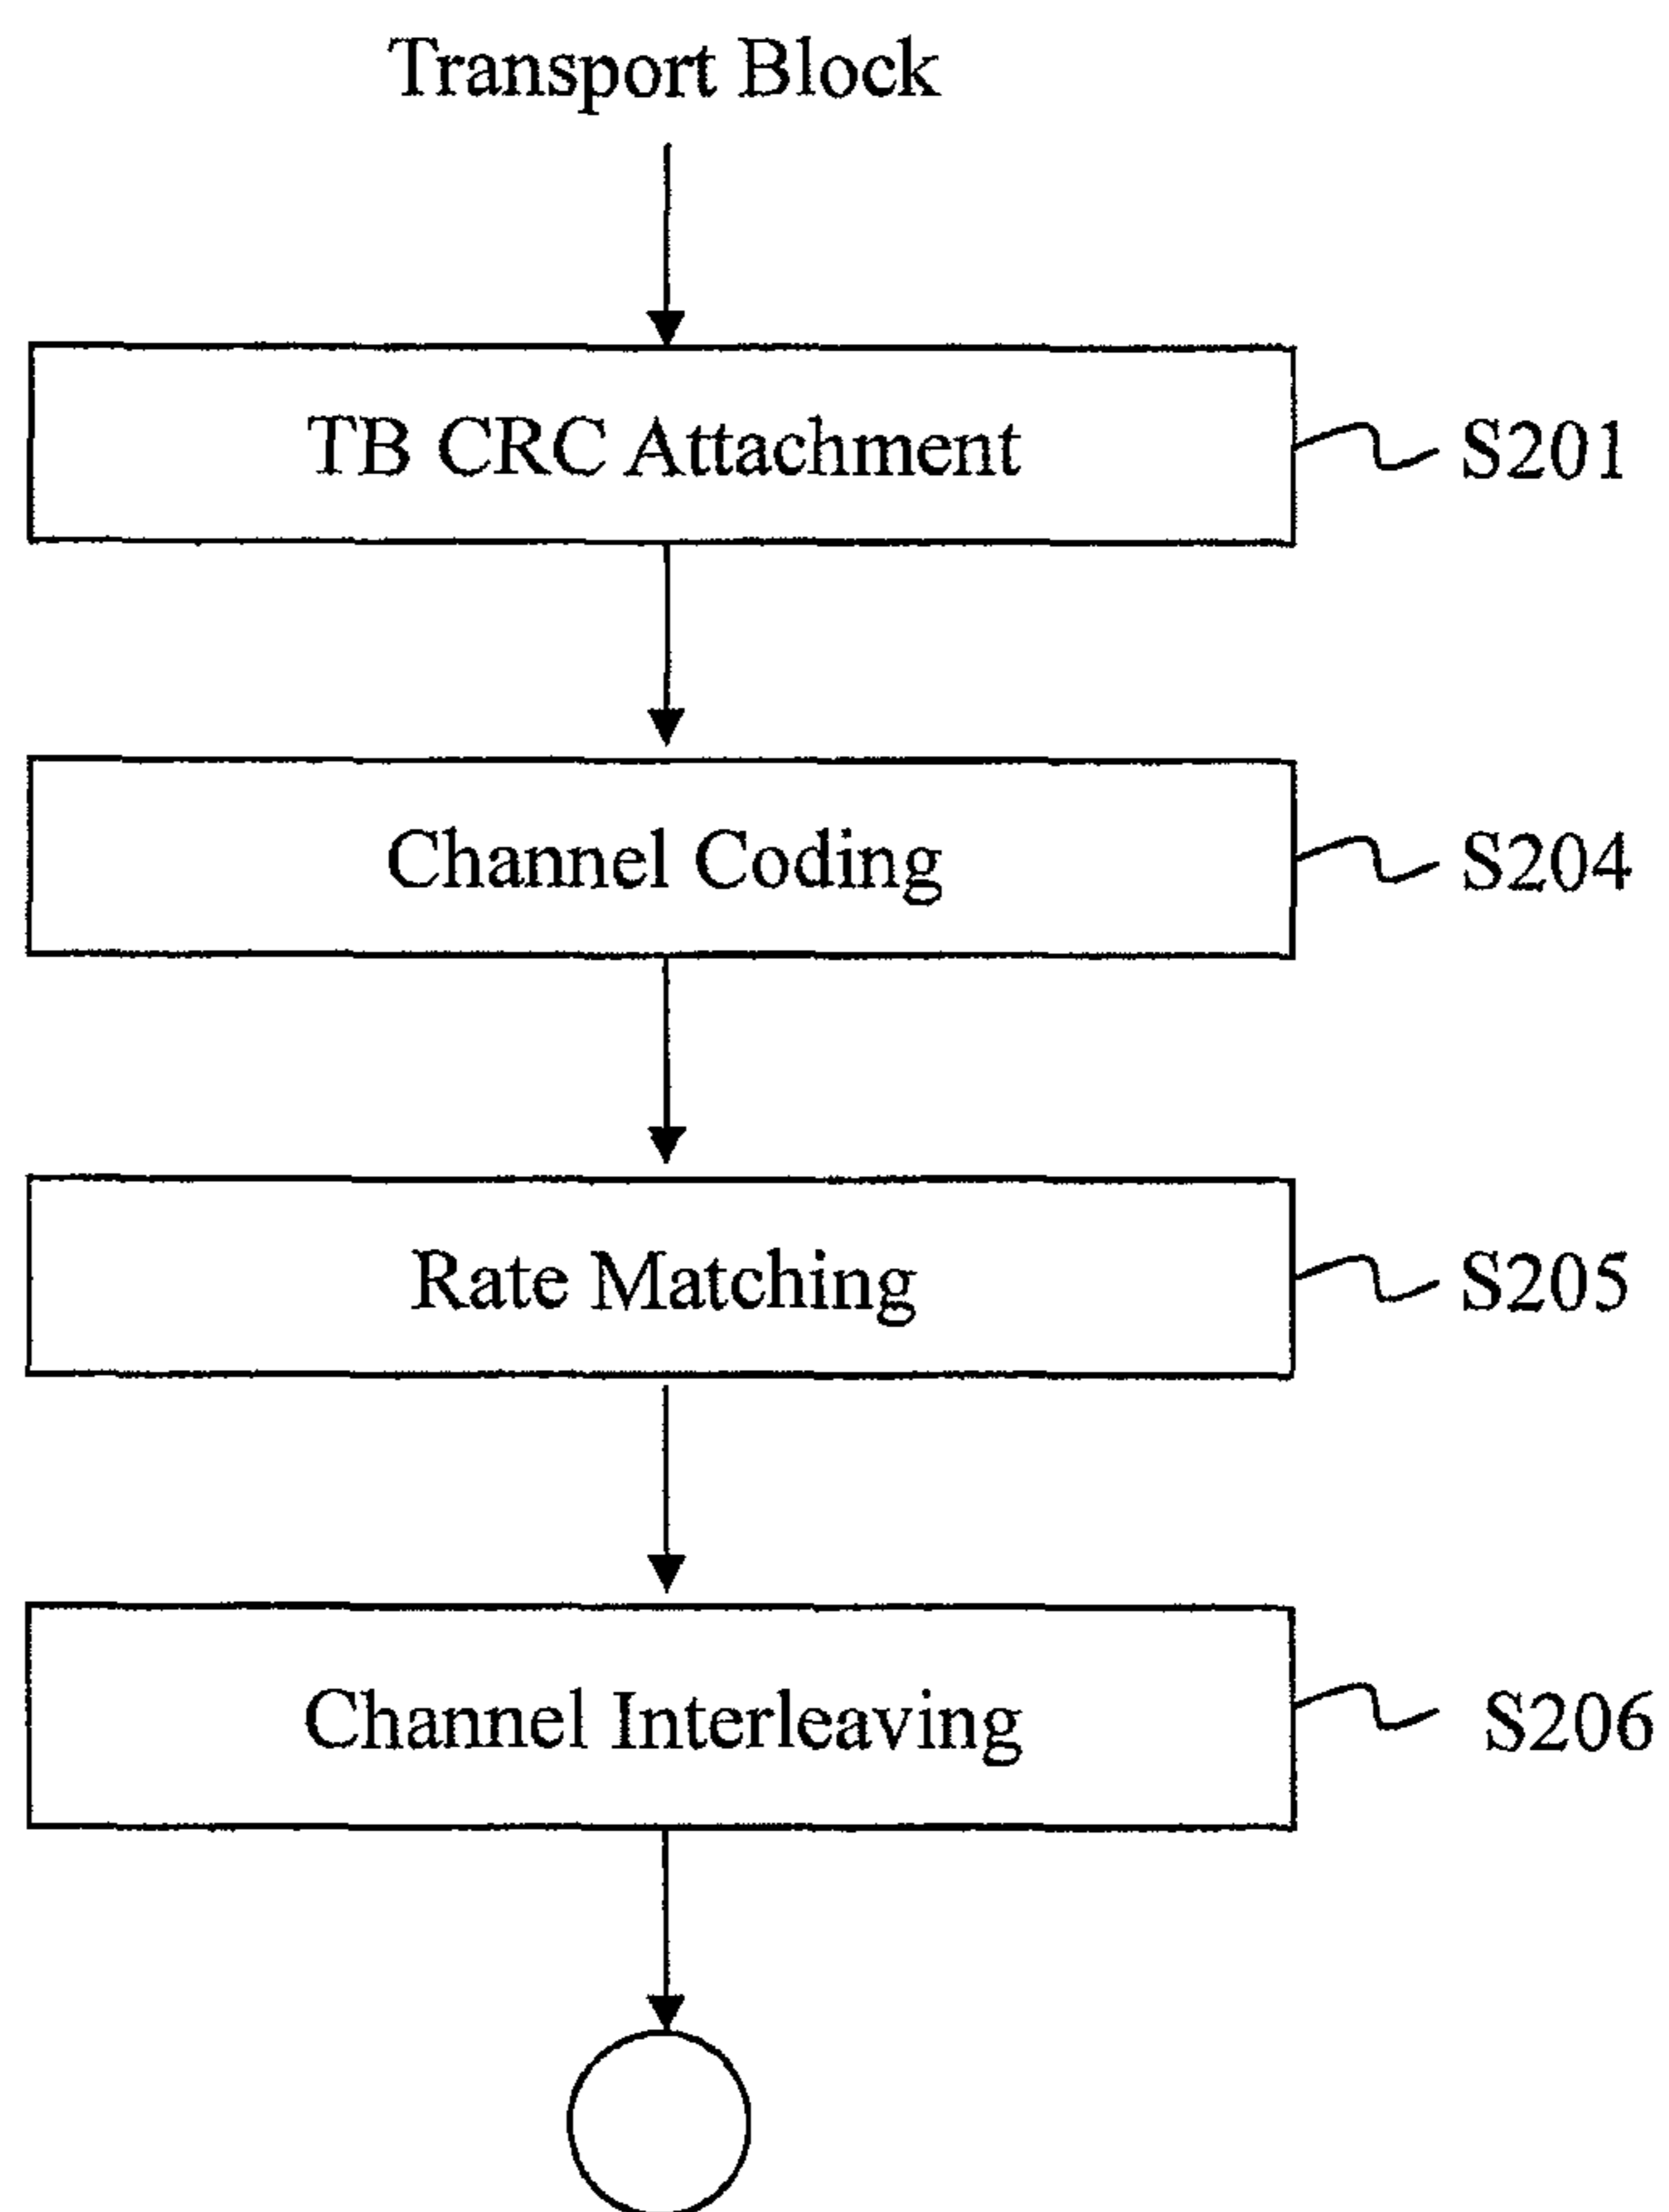 Transport Block
TB CRC Attachment
S201
Channel Coding
S204
Rate Matching
S205
Channel Interleaving
S206